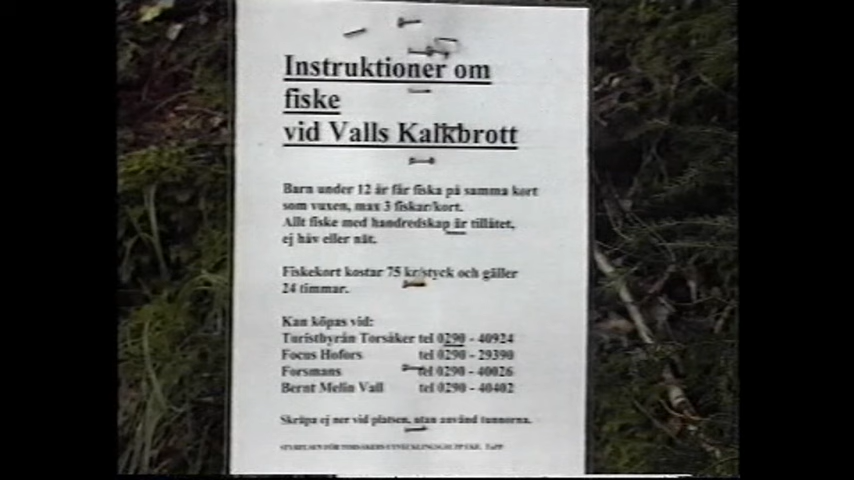 Instruktioner om
fiske
vid Valls Kalkbrott
Barn under 12 år får fiska på samma kort
som vuxen, max 3 fiskar/kort.
Allt fiske med handredskap är tillåtet,
ej håv eller nät.
Fiskekort kostar 75 kr/styck och gäller
24 timmar.
Kan köpas vid:
Turistbyrån Torsåker tel 0290 - 40924
Focus Hofors tel 0290 - 29390
Forsmans tel 0290 - 40026
Bernt Melin Vall tel 0290 - 40402
Skräpa ej ner vid platsen, utan använd tunnorna.